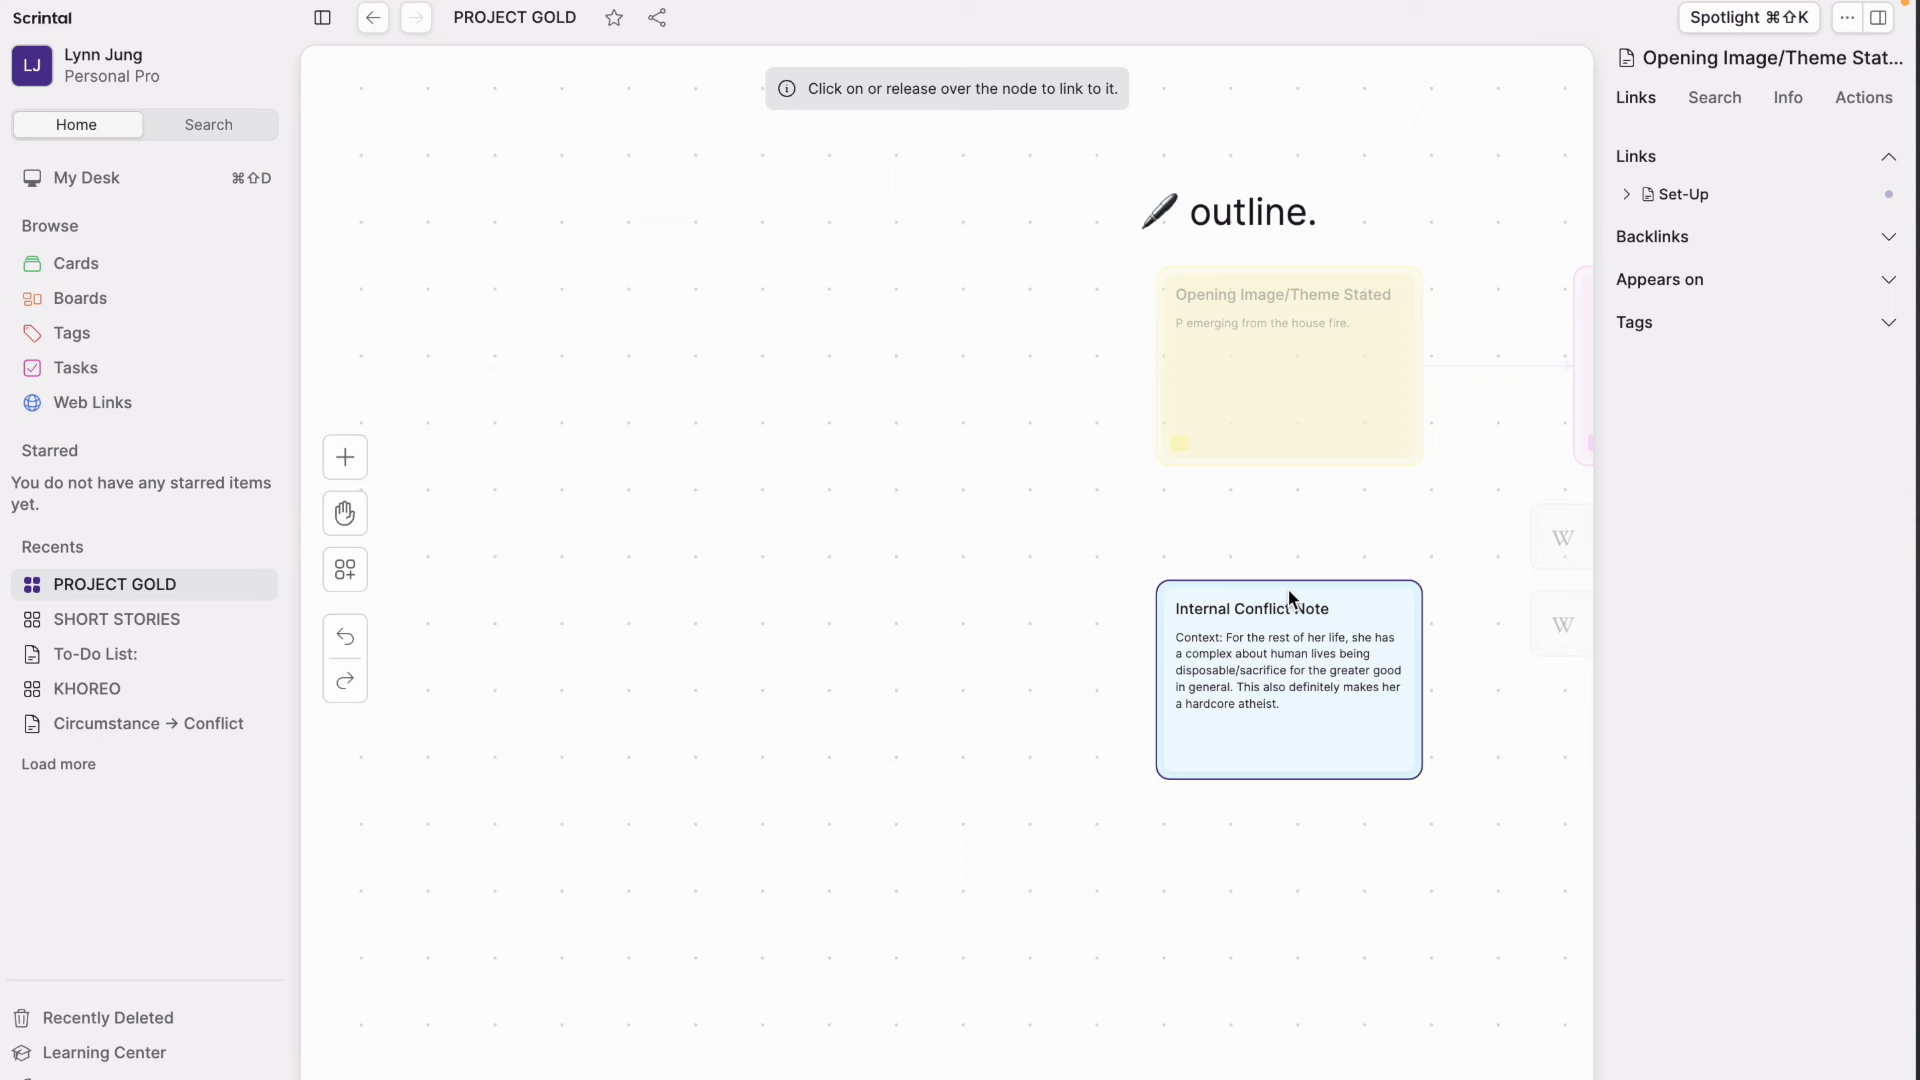 Scrintal
PROJECT GOLD
Spotlight ⌘⇧K
LJ
Lynn Jung
Personal Pro
Home
Search
My Desk
⌘⇧D
Browse
Cards
Boards
Tags
Tasks
Web Links
Starred
You do not have any starred items
yet.
Recents
PROJECT GOLD
SHORT STORIES
To-Do List:
KHOREO
Circumstance → Conflict
Load more
Recently Deleted
Learning Center
Click on or release over the node to link to it.
outline.
Opening Image/Theme Stated
P emerging from the house fire.
W
W
Internal Conflict Note
Context: For the rest of her life, she has
a complex about human lives being
disposable/sacrifice for the greater good
in general. This also definitely makes her
a hardcore atheist.
Opening Image/Theme Stat...
Links
Search
Info
Actions
Links
Set-Up
Backlinks
Appears on
Tags